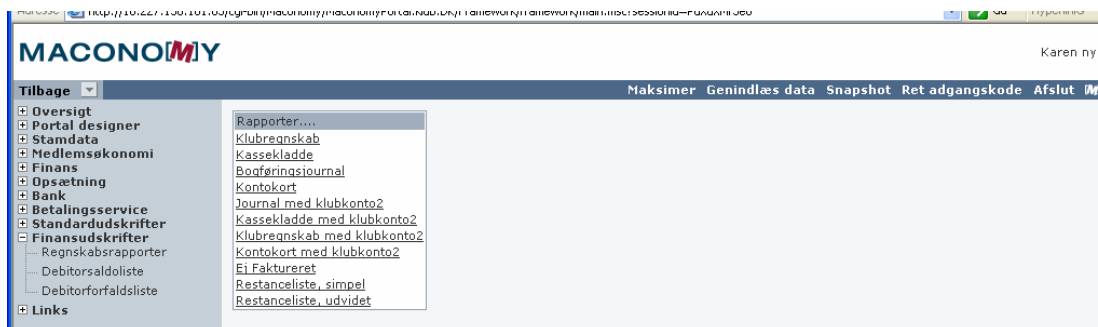 MACONOMY
Karen ny
Tilbage
Maksimer Genindlæs data Snapshot Ret adgangskode Afslut
Oversigt
Portal designer
Stamdata
Medlemsøkonomi
Finans
Opsætning
Bank
Betalingsservice
Standardudskrifter
Finansudskrifter
Regnskabsrapporter
Debitorsaldoliste
Debitorforfaldsliste
Links
Rapporter....
Klubregnskab
Kassekladde
Bogføringsjournal
Kontokort
Journal med klubkonto2
Kassekladde med klubkonto2
Klubregnskab med klubkonto2
Kontokort med klubkonto2
Ej Faktureret
Restanceliste, simpel
Restanceliste, udvidet